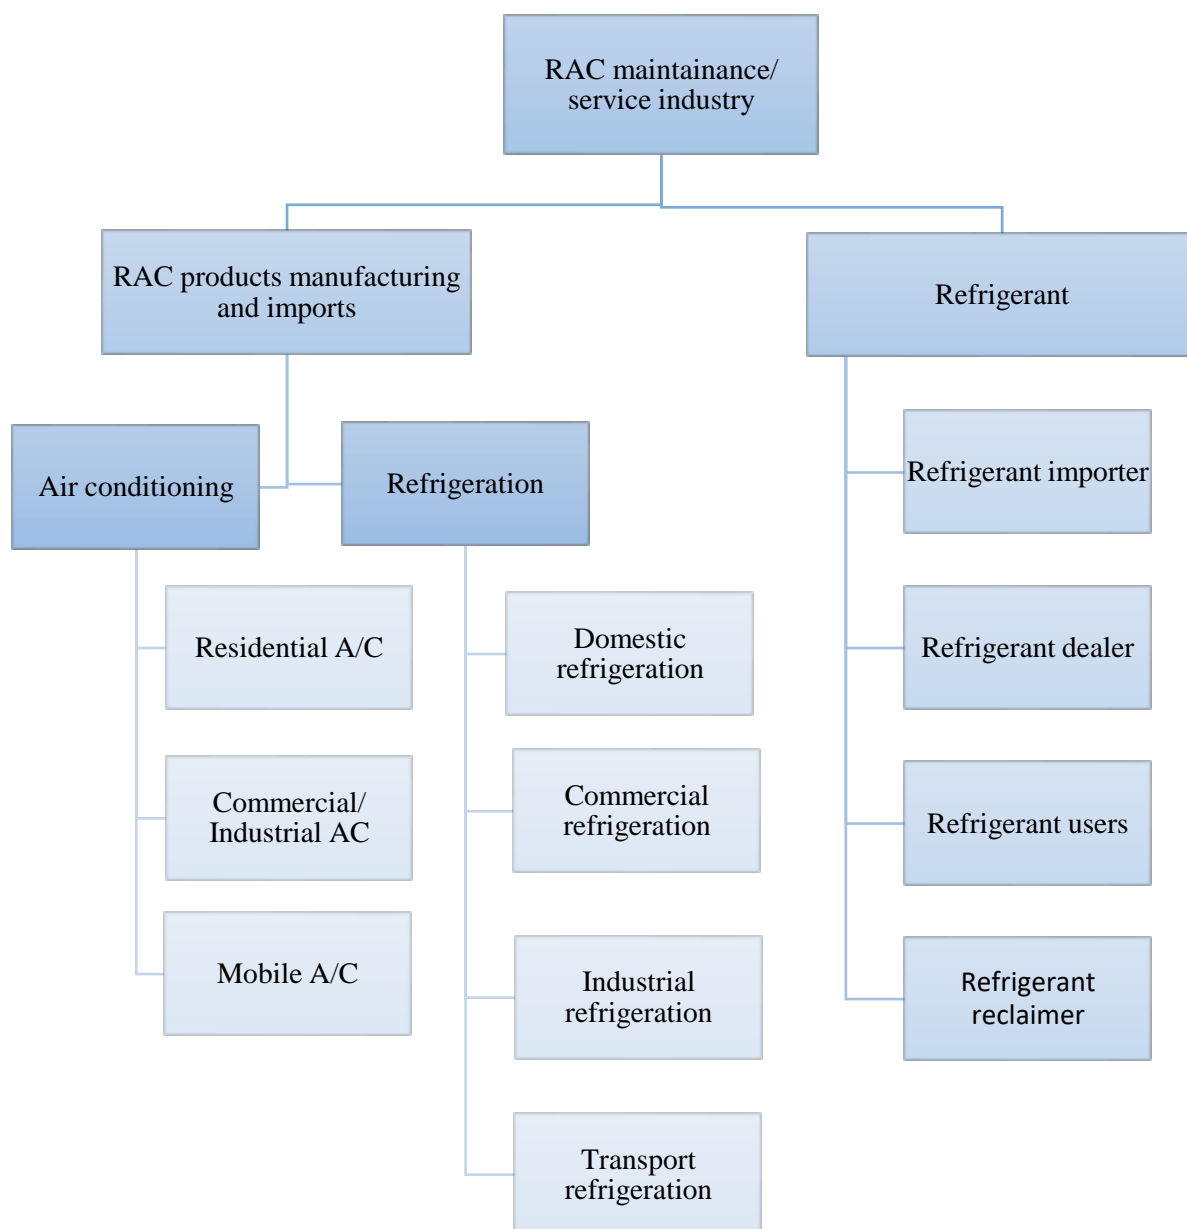 RAC maintainance/
service industry
RAC products manufacturing
and imports
Refrigerant
Air conditioning
Refrigeration
Refrigerant importer
Residential A/C
Domestic
refrigeration
Refrigerant dealer
Commercial/
Industrial AC
Commercial
refrigeration
Refrigerant users
Mobile A/C
Industrial
refrigeration
Refrigerant
reclaimer
Transport
refrigeration